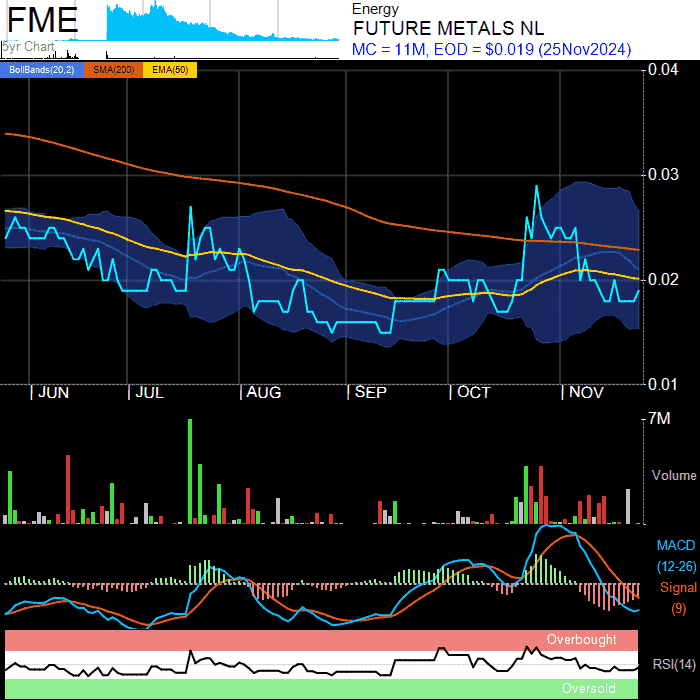 FME
5yr Chart
Energy
FUTURE METALS NL
MC = 11M, EOD = $0.019 (25Nov2024)
BollBands(20,2) SMA(200) EMA(50)
0.04
0.03
0.02
0.01
JUN JUL AUG SEP OCT NOV
7M
Volume
MACD
(12-26)
Signal
(9)
Overbought
RSI(14)
Oversold